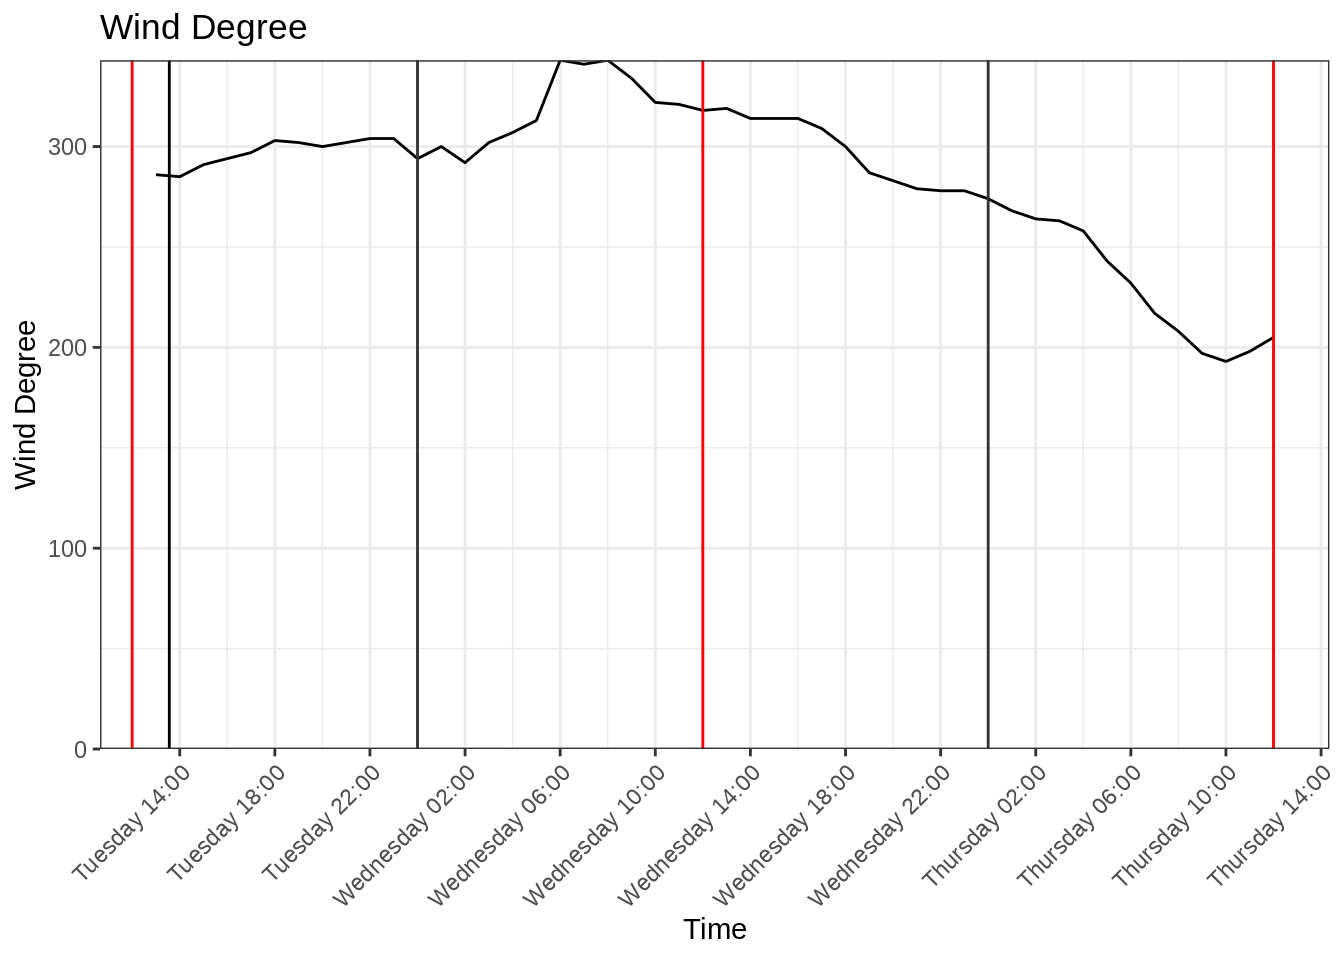 Wind Degree
Wind Degree
300
200
100
0
Tuesday 14:00
Tuesday 18:00
Tuesday 22:00
Wednesday 02:00
Wednesday 06:00
Wednesday 10:00
Wednesday 14:00
Wednesday 18:00
Wednesday 22:00
Thursday 02:00
Thursday 06:00
Thursday 10:00
Thursday 14:00
Time